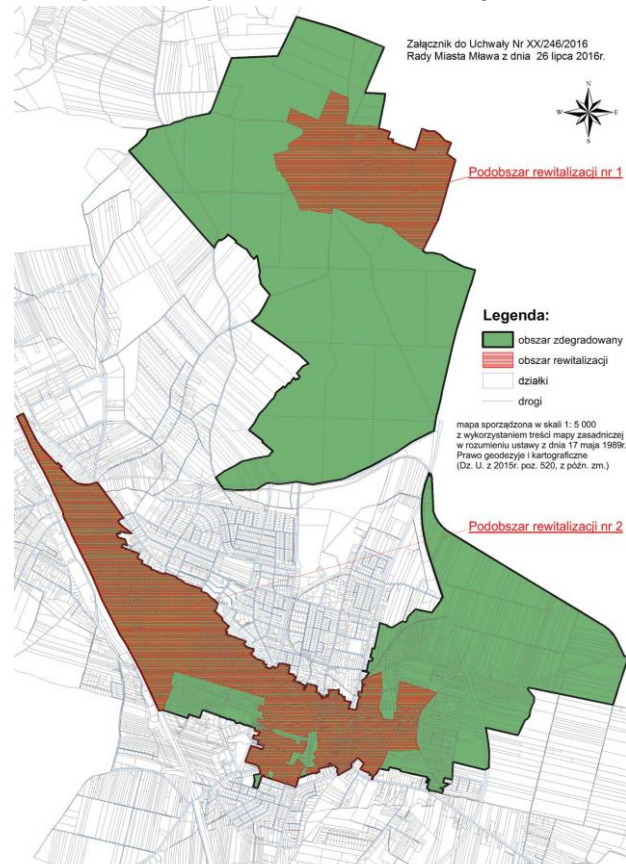 Załącznik do Uchwały Nr XX/246/2016
Rady Miasta Mława z dnia 26 lipca 2016r.
N
W
E
S
Podobszar rewitalizacji nr 1
Legenda:
obszar zdegradowany
obszar rewitalizacji
działki
drogi
mapa sporządzona w skali 1: 5 000
z wykorzystaniem treści mapy zasadniczej
w rozumieniu ustawy z dnia 17 maja 1989r.
Prawo geodezyje i kartograficzne
(Dz. U. z 2015r. poz. 520, z późn. zm.)
Podobszar rewitalizacji nr 2